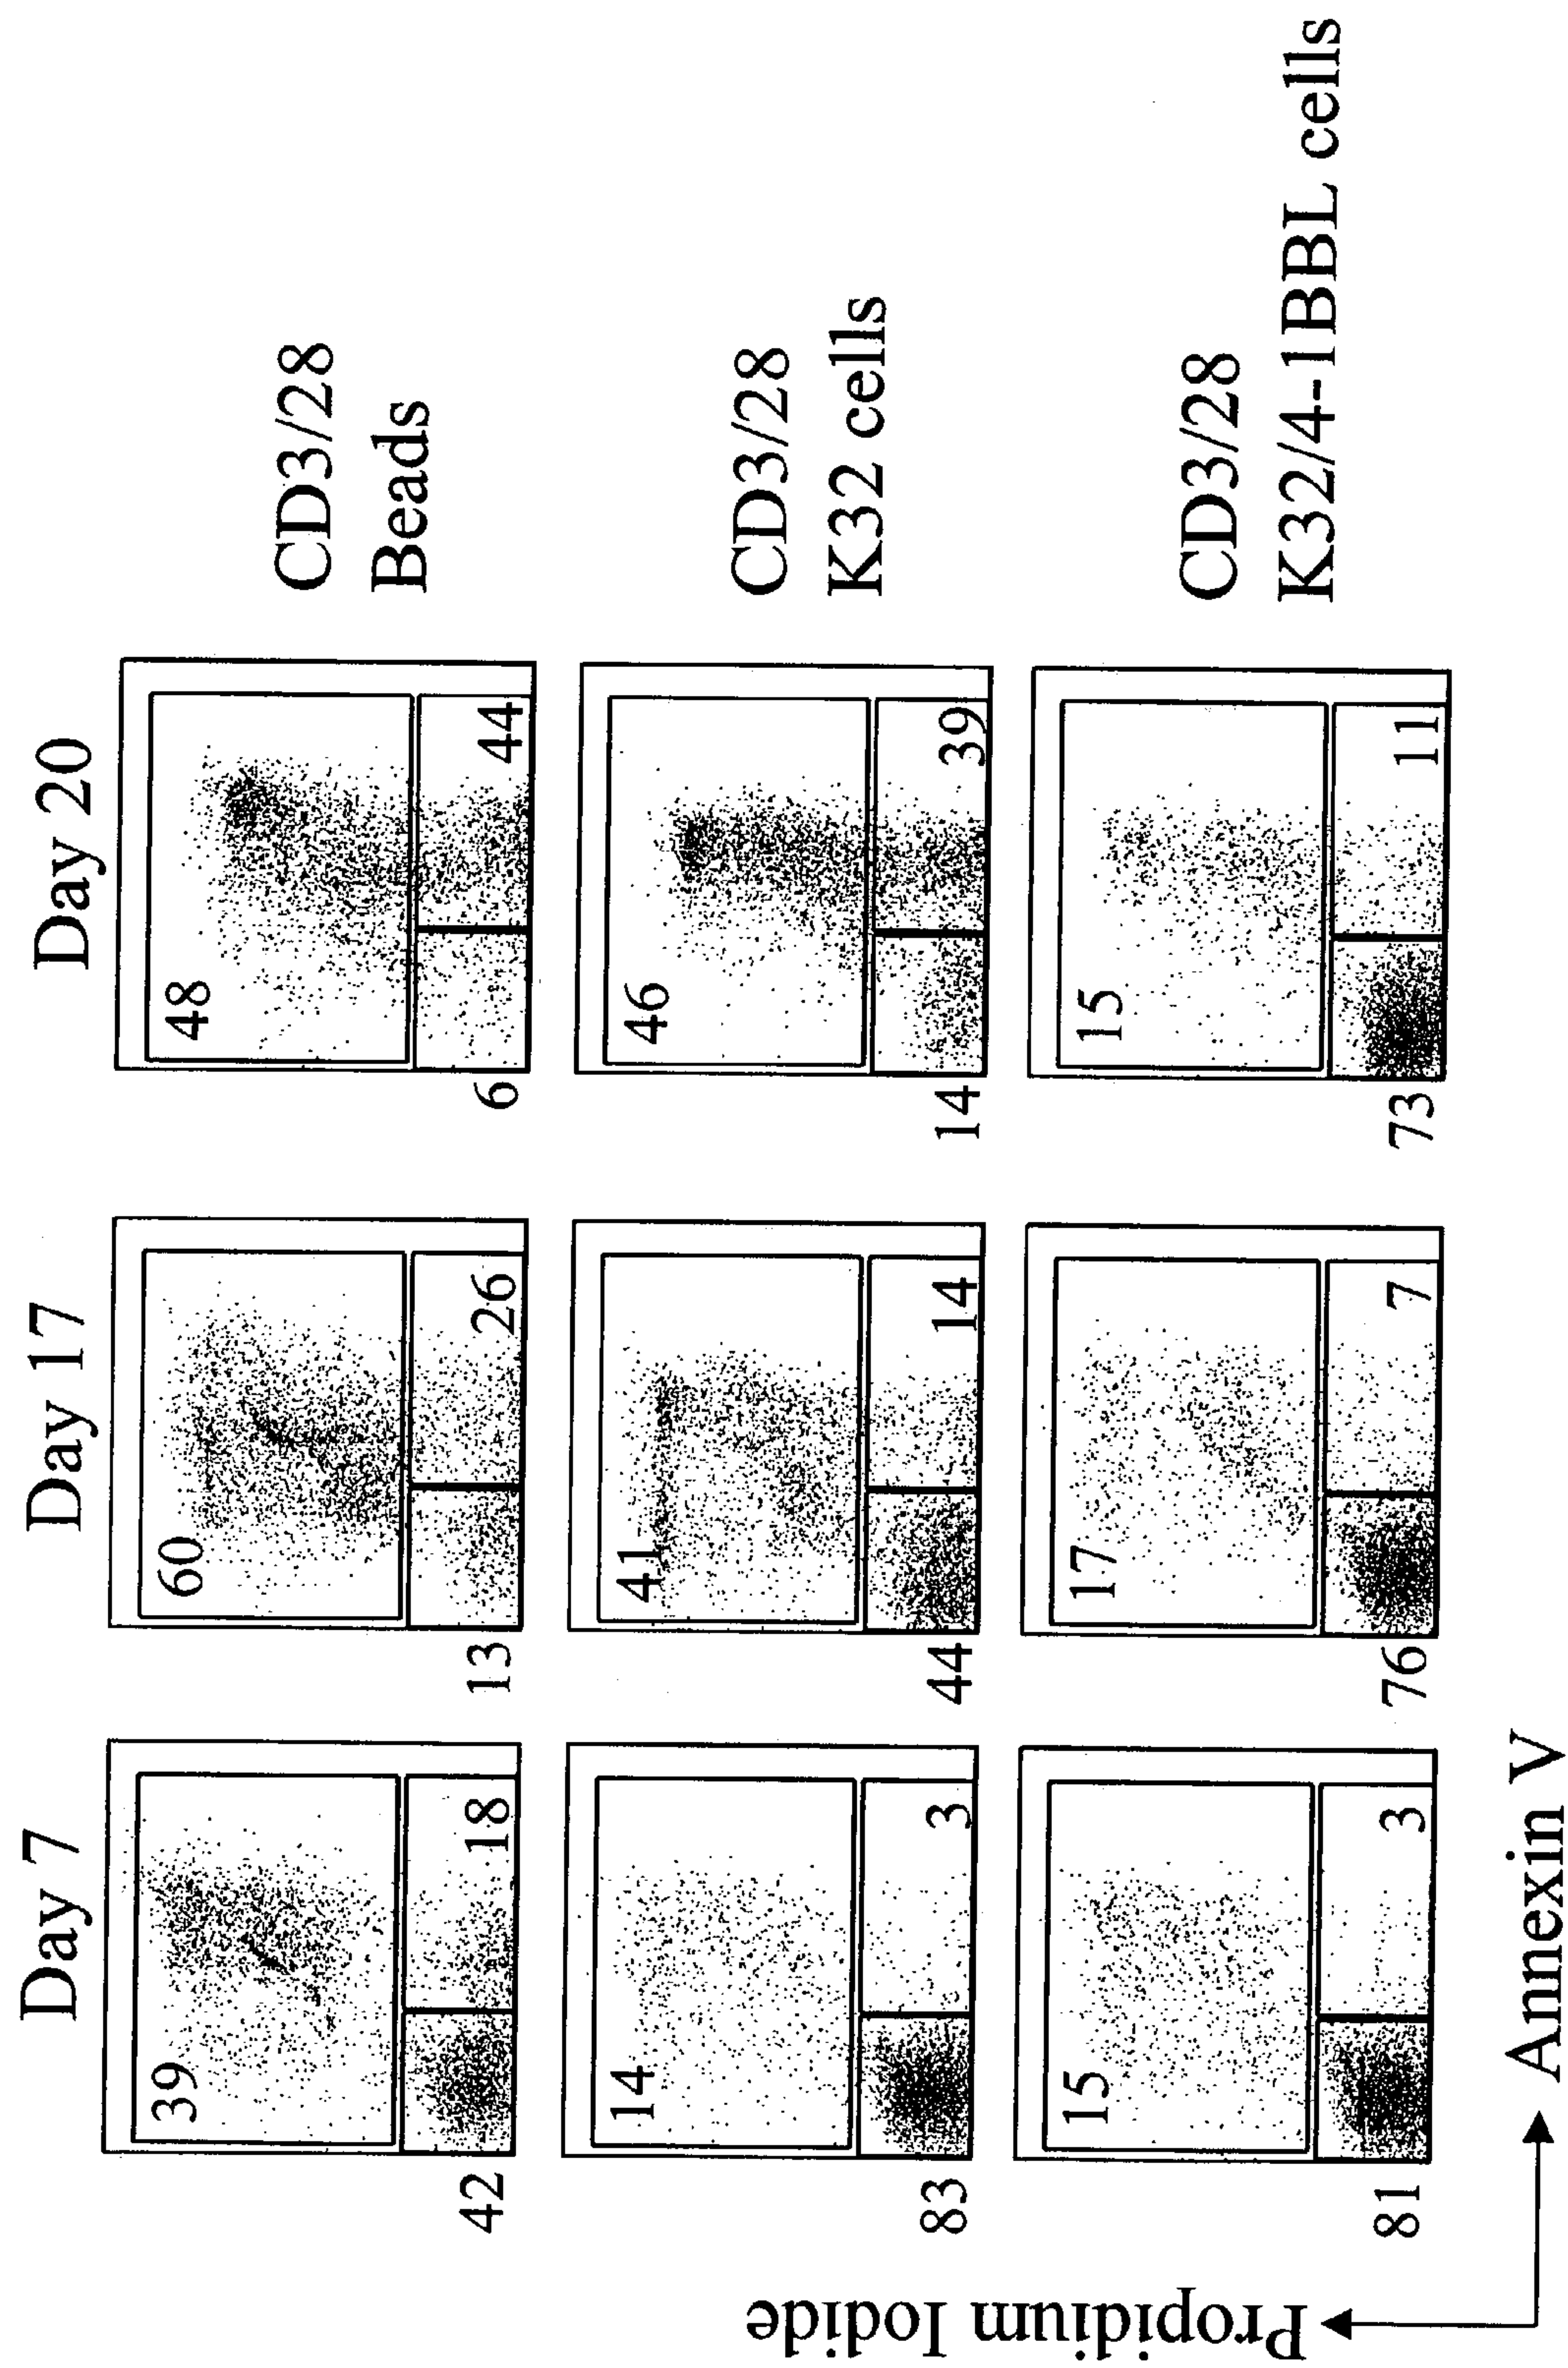 Day 7
Day 17
Day 20
39
18
42
60
26
13
48
44
6
CD3/28
Beads
14
3
83
41
14
44
46
39
14
CD3/28
K32 cells
15
3
81
17
7
76
15
11
73
CD3/28
K32/4-1BBL cells
Propidium Iodide
Annexin V